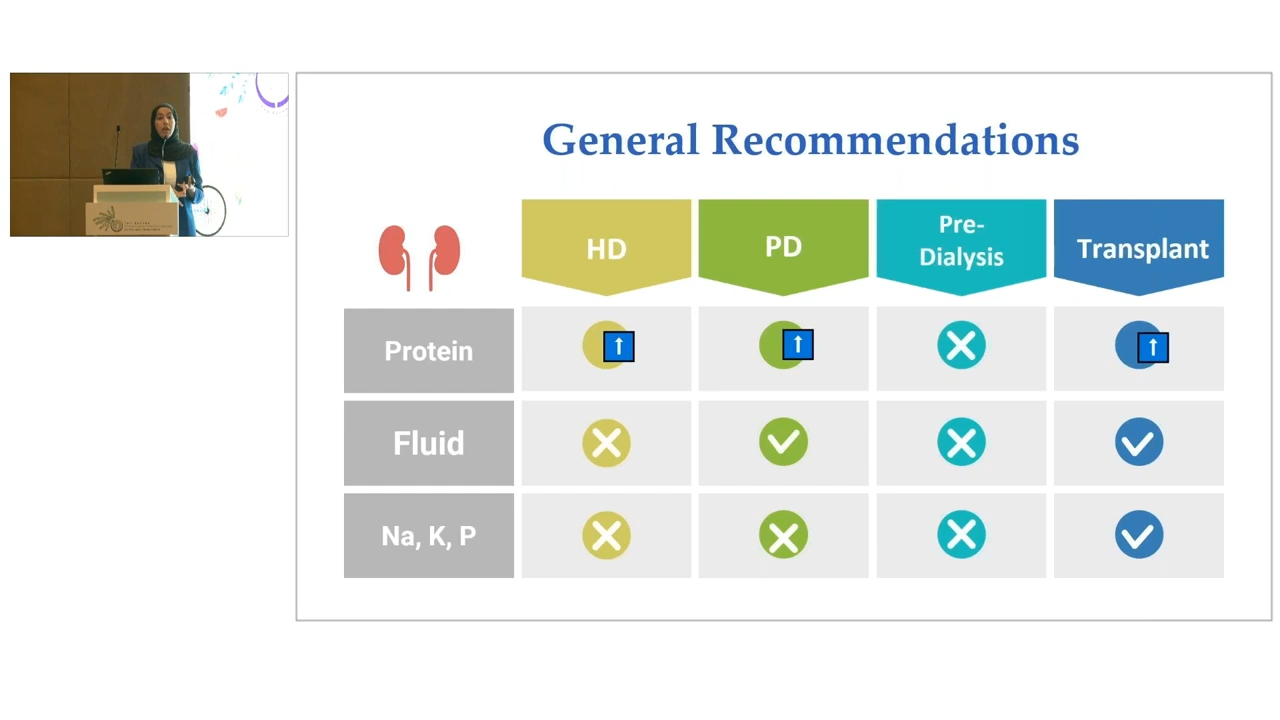 General Recommendations
HD
PD
Pre-
Dialysis
Transplant
Protein
↑
↑
↑
Fluid
Na, K, P